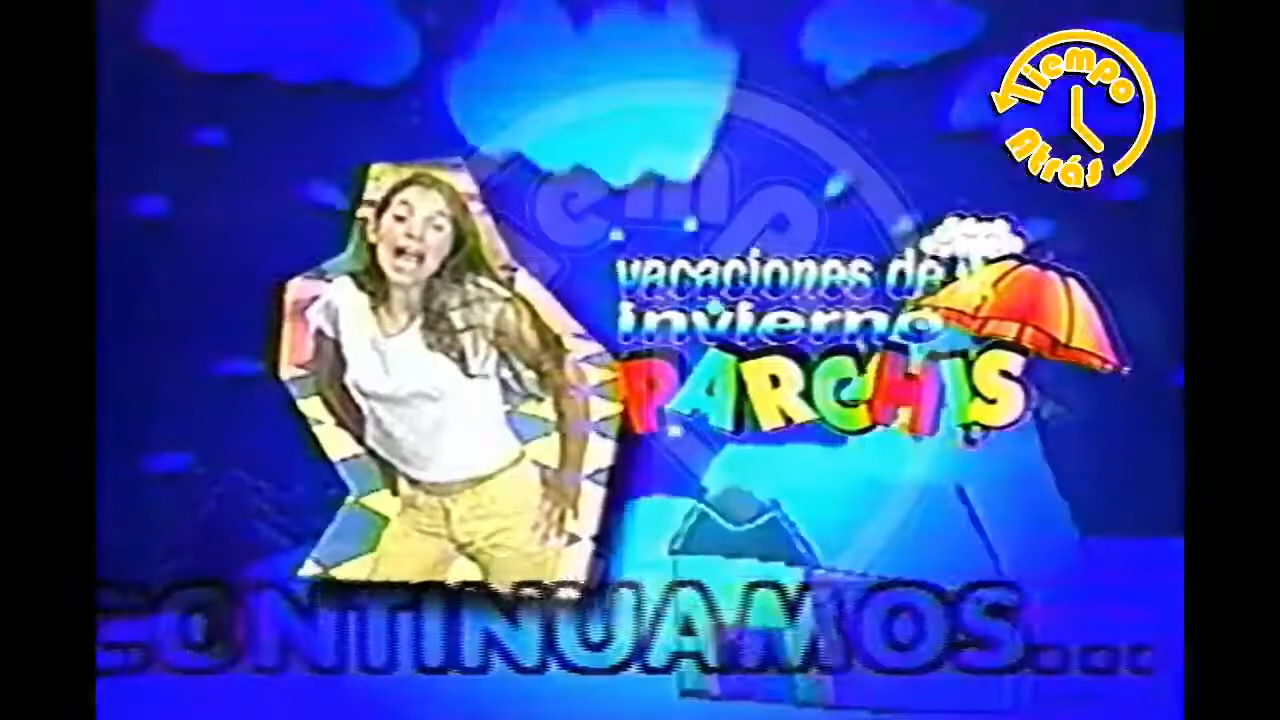 Tiempo
Atrás
vacaciones de
invierno
PARCHIS
CONTINUAMOS...